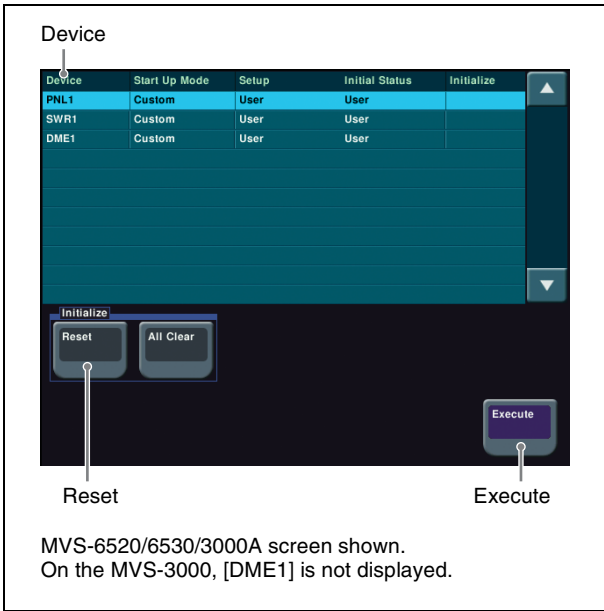 Device
Device Start Up Mode Setup Initial Status Initialize
PNL1 Custom User User
SWR1 Custom User User
DME1 Custom User User
Initialize
Reset All Clear
Execute
Reset Execute
MVS-6520/6530/3000A screen shown.
On the MVS-3000, [DME1] is not displayed.